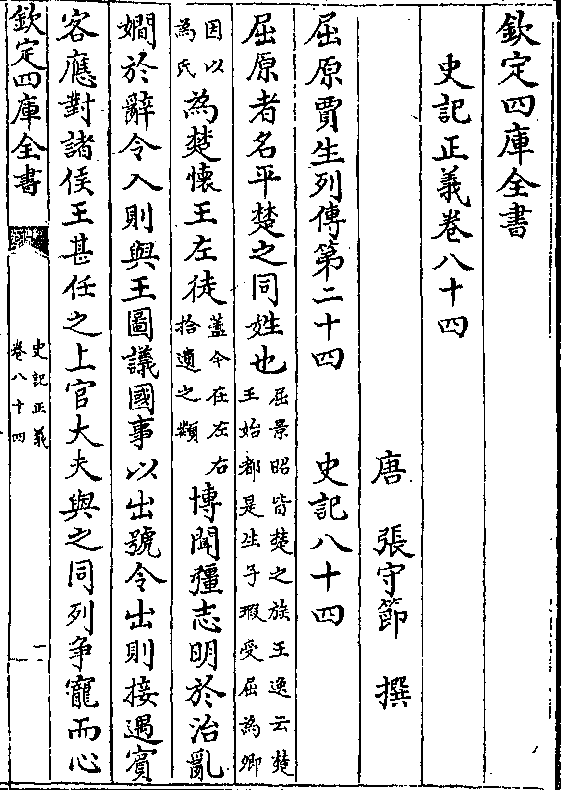 欽定四庫全書
史記正義卷八十四
唐 張守節 撰
屈原賈生列傳第二十四 史記八十四
屈原者名平楚之同姓也屈景昭皆楚之族王逸云楚王始都是生子瑕受屈為卿
因以為氏為楚懷王左徒蓋今在左右拾遺之類博聞彊志明於治亂
嫺於辭令入則與王圖議國事以出號令出則接遇賓
客應對諸侯王甚任之上官大夫與之同列爭寵而心
欽定四庫全書
史記正義
卷八十四
一